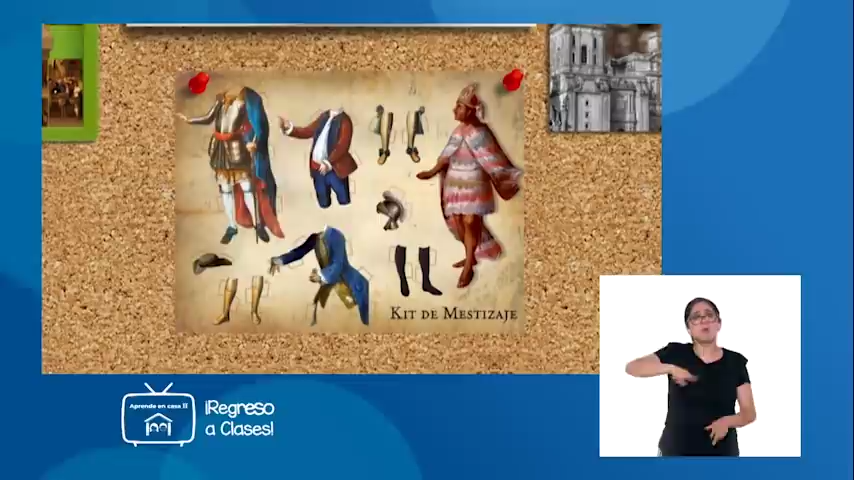 Kit de Mestizaje
Aprende en casa II
¡Regreso
a Clases!